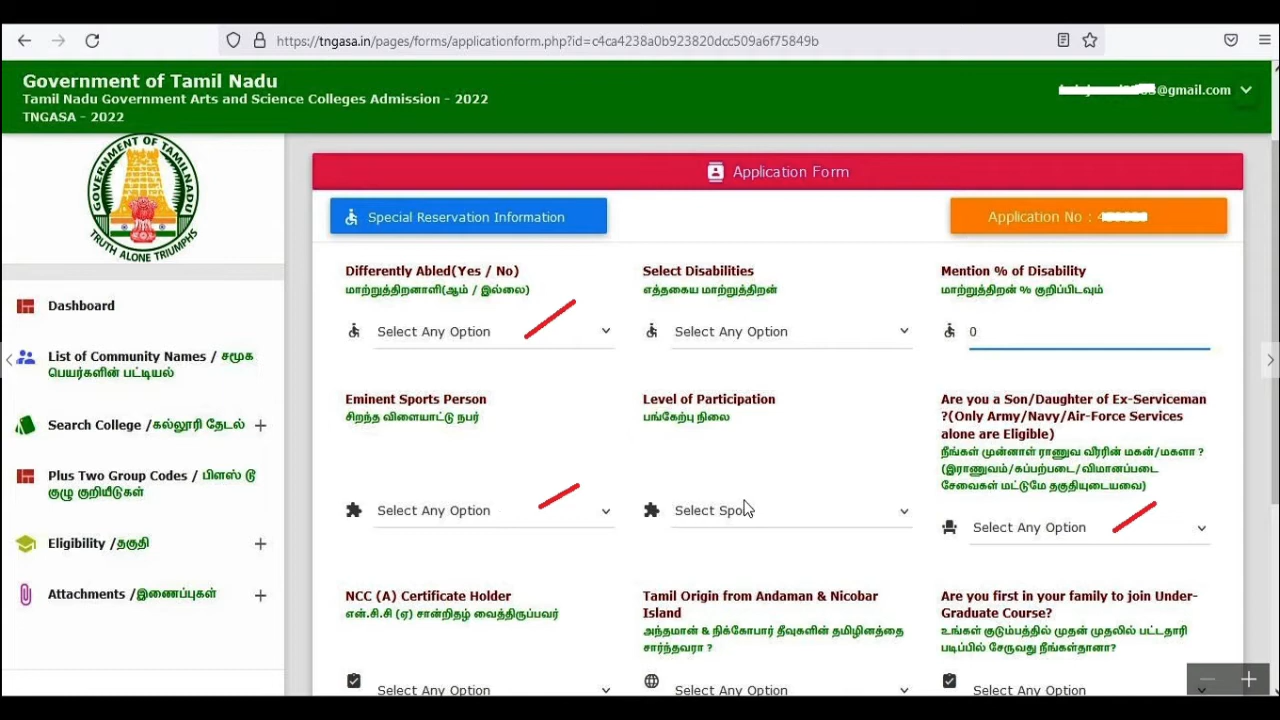 https://tngasa.in/pages/forms/applicationform.php?id=c4ca4238a0b923820dcc509a6f75849b
Government of Tamil Nadu
Tamil Nadu Government Arts and Science Colleges Admission - 2022
TNGASA - 2022
@gmail.com
GOVERNMENT OF TAMILNADU
TRUTH ALONE TRIUMPHS
Dashboard
List of Community Names / சமூக
பெயர்களின் பட்டியல்
Search College /கல்லூரி தேடல்
Plus Two Group Codes / பிளஸ் டூ
குழு குறியீடுகள்
Eligibility /தகுதி
Attachments /இணைப்புகள்
Application Form
Special Reservation Information
Application No :
Differently Abled(Yes / No)
மாற்றுத்திறனாளி(ஆம் / இல்லை)
Select Any Option
Select Disabilities
எத்தகைய மாற்றுத்திறன்
Select Any Option
Mention % of Disability
மாற்றுத்திறன் % குறிப்பிடவும்
0
Eminent Sports Person
சிறந்த விளையாட்டு நபர்
Select Any Option
Level of Participation
பங்கேற்பு நிலை
Select
Are you a Son/Daughter of Ex-Serviceman
?(Only Army/Navy/Air-Force Services
alone are Eligible)
நீங்கள் முன்னாள் ராணுவ வீரரின் மகன்/மகளா ?
(இராணுவம்/கப்பற்படை/விமானப்படை
சேவைகள் மட்டுமே தகுதியுடையவை)
Select Any Option
NCC (A) Certificate Holder
என்.சி.சி (ஏ) சான்றிதழ் வைத்திருப்பவர்
Select Any Option
Tamil Origin from Andaman & Nicobar
Island
அந்தமான் & நிக்கோபார் தீவுகளின் தமிழினத்தை
சார்ந்தவரா ?
Select Any Option
Are you first in your family to join Under-
Graduate Course?
உங்கள் குடும்பத்தில் முதன் முதலில் பட்டதாரி
படிப்பில் சேருவது நீங்கள்தானா?
Select Any Option